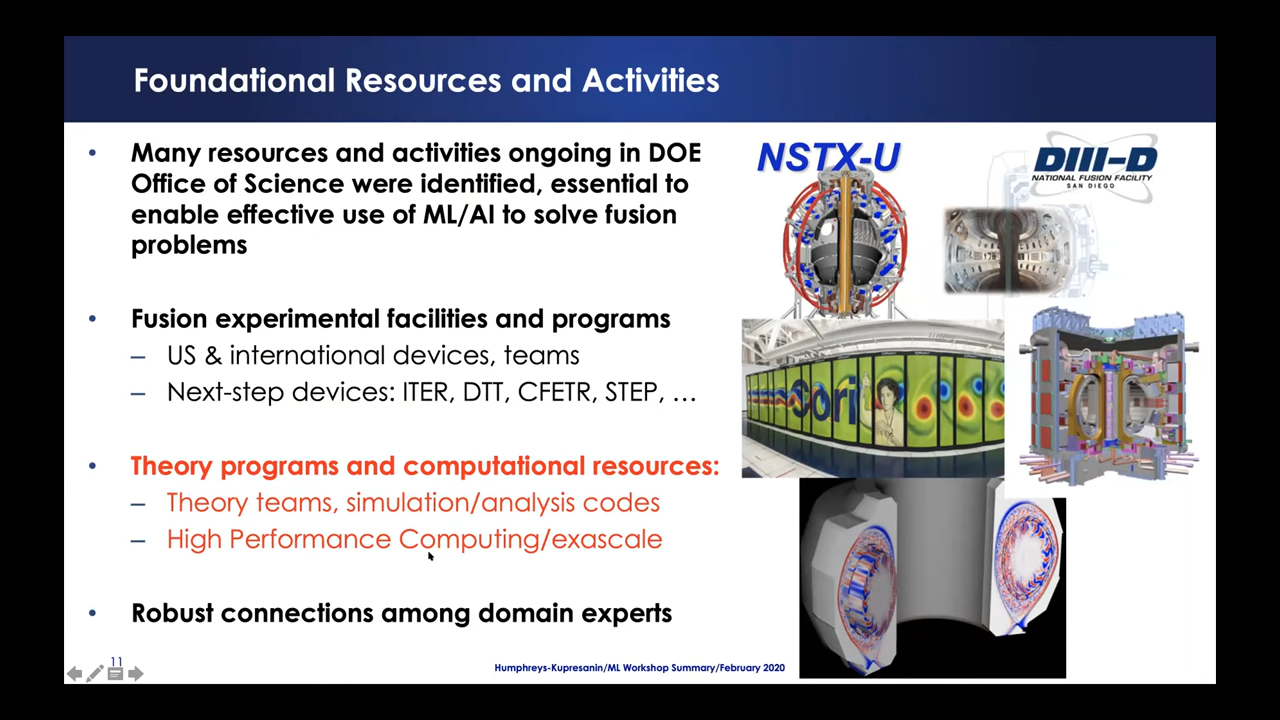 Foundational Resources and Activities
• Many resources and activities ongoing in DOE
Office of Science were identified, essential to
enable effective use of ML/AI to solve fusion
problems
• Fusion experimental facilities and programs
– US & international devices, teams
– Next-step devices: ITER, DTT, CFETR, STEP, …
• Theory programs and computational resources:
– Theory teams, simulation/analysis codes
– High Performance Computing/exascale
• Robust connections among domain experts
NSTX-U
DIII-D
NATIONAL FUSION FACILITY
SAN DIEGO
Cori
11
Humphreys-Kupresanin/ML Workshop Summary/February 2020